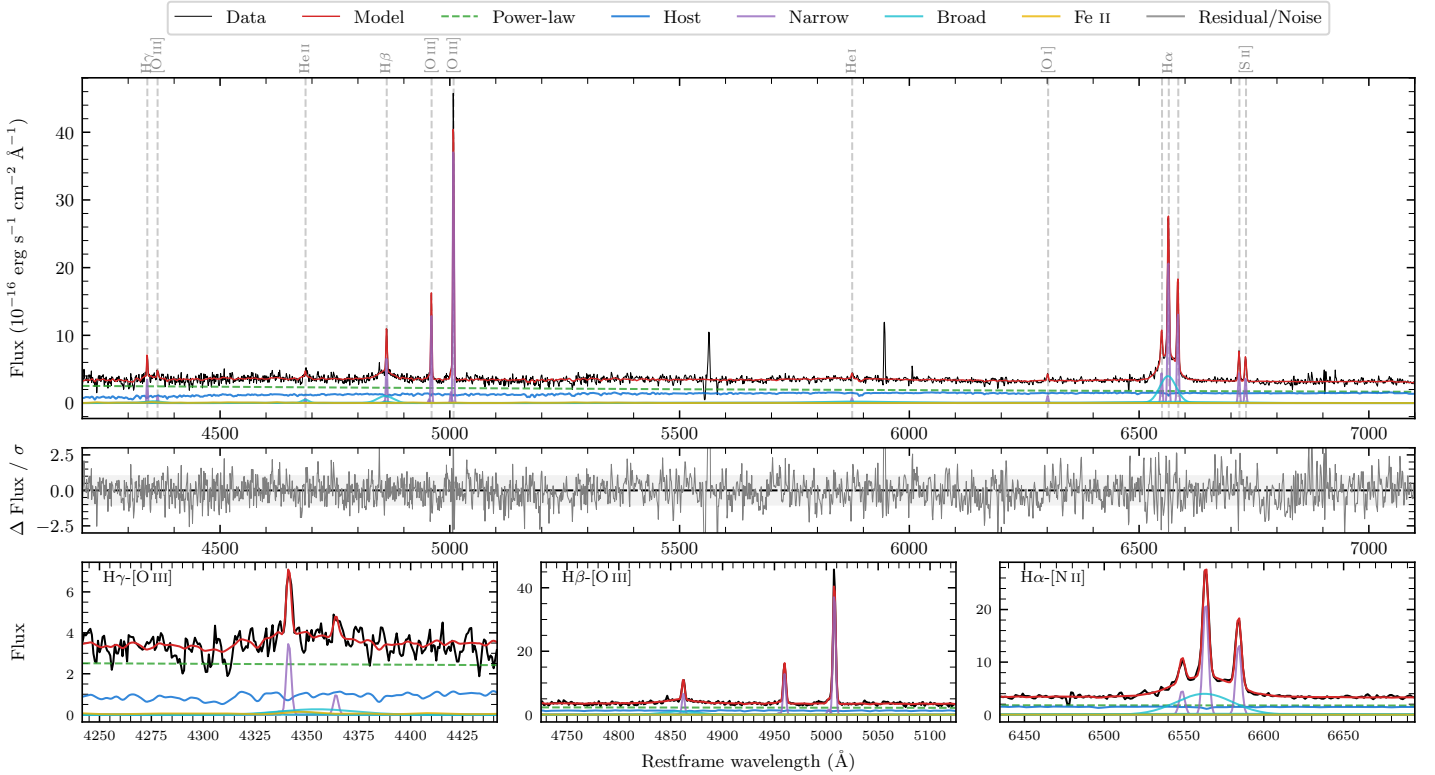 Data Model Power-law Host Narrow Broad Fe II Residual/Noise
Hγ [O III] He II Hβ [O III] [O III] He I [O I] Hα [S II]
Flux (10⁻¹⁶ erg s⁻¹ cm⁻² Å⁻¹)
40
30
20
10
0
4500 5000 5500 6000 6500 7000
Δ Flux / σ
2.5
0.0
−2.5
4500 5000 5500 6000 6500 7000
Flux
Hγ-[O III]
6
4
2
0
4250 4275 4300 4325 4350 4375 4400 4425
Hβ-[O III]
40
20
0
4750 4800 4850 4900 4950 5000 5050 5100
Hα-[N II]
20
10
0
6450 6500 6550 6600 6650
Restframe wavelength (Å)